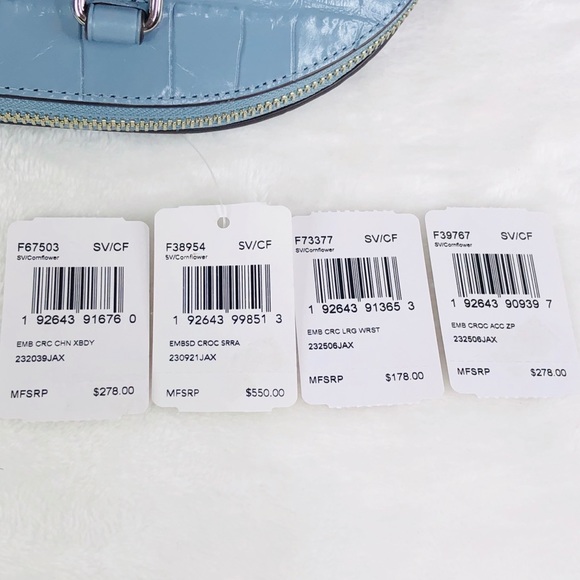 F67503 SV/CF
SV/Cornflower
1 92643 91676 0
EMB CRC CHN XBDY
232039JAX
MFSRP $278.00
F38954 SV/CF
SV/Cornflower
1 92643 99851 3
EMBSD CROC SRRA
230921JAX
MFSRP $550.00
F73377 SV/CF
SV/Cornflower
1 92643 91365 3
EMB CRC LRG WRST
232506JAX
MFSRP $178.00
F39767 SV/CF
SV/Cornflower
1 92643 90939 7
EMB CROC ACC ZP
232506JAX
MFSRP $278.00